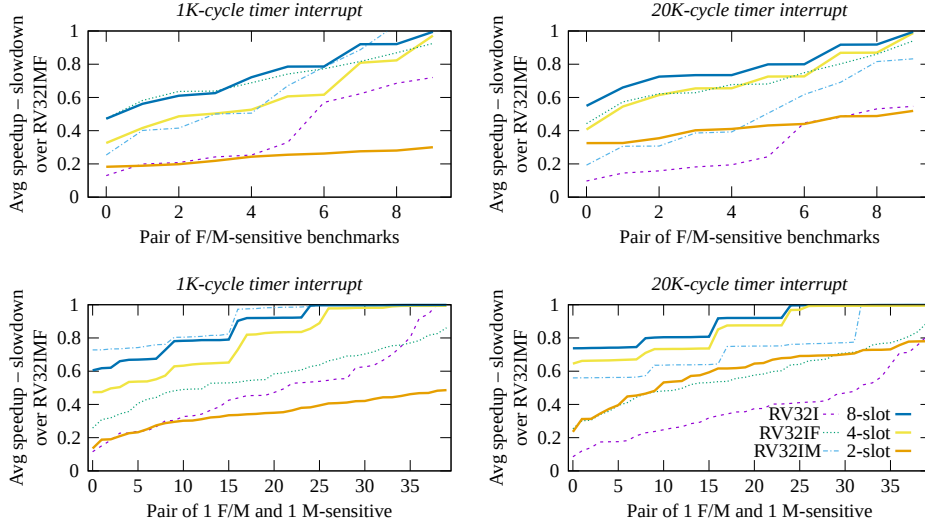 1K-cycle timer interrupt
Avg speedup – slowdown
over RV32IMF
1
0.8
0.6
0.4
0.2
0
0 2 4 6 8
Pair of F/M-sensitive benchmarks
20K-cycle timer interrupt
Avg speedup – slowdown
over RV32IMF
1
0.8
0.6
0.4
0.2
0
0 2 4 6 8
Pair of F/M-sensitive benchmarks
1K-cycle timer interrupt
Avg speedup – slowdown
over RV32IMF
1
0.8
0.6
0.4
0.2
0
0 5 10 15 20 25 30 35
Pair of 1 F/M and 1 M-sensitive
20K-cycle timer interrupt
Avg speedup – slowdown
over RV32IMF
1
0.8
0.6
0.4
0.2
0
RV32I 8-slot
RV32IF 4-slot
RV32IM 2-slot
0 5 10 15 20 25 30 35
Pair of 1 F/M and 1 M-sensitive